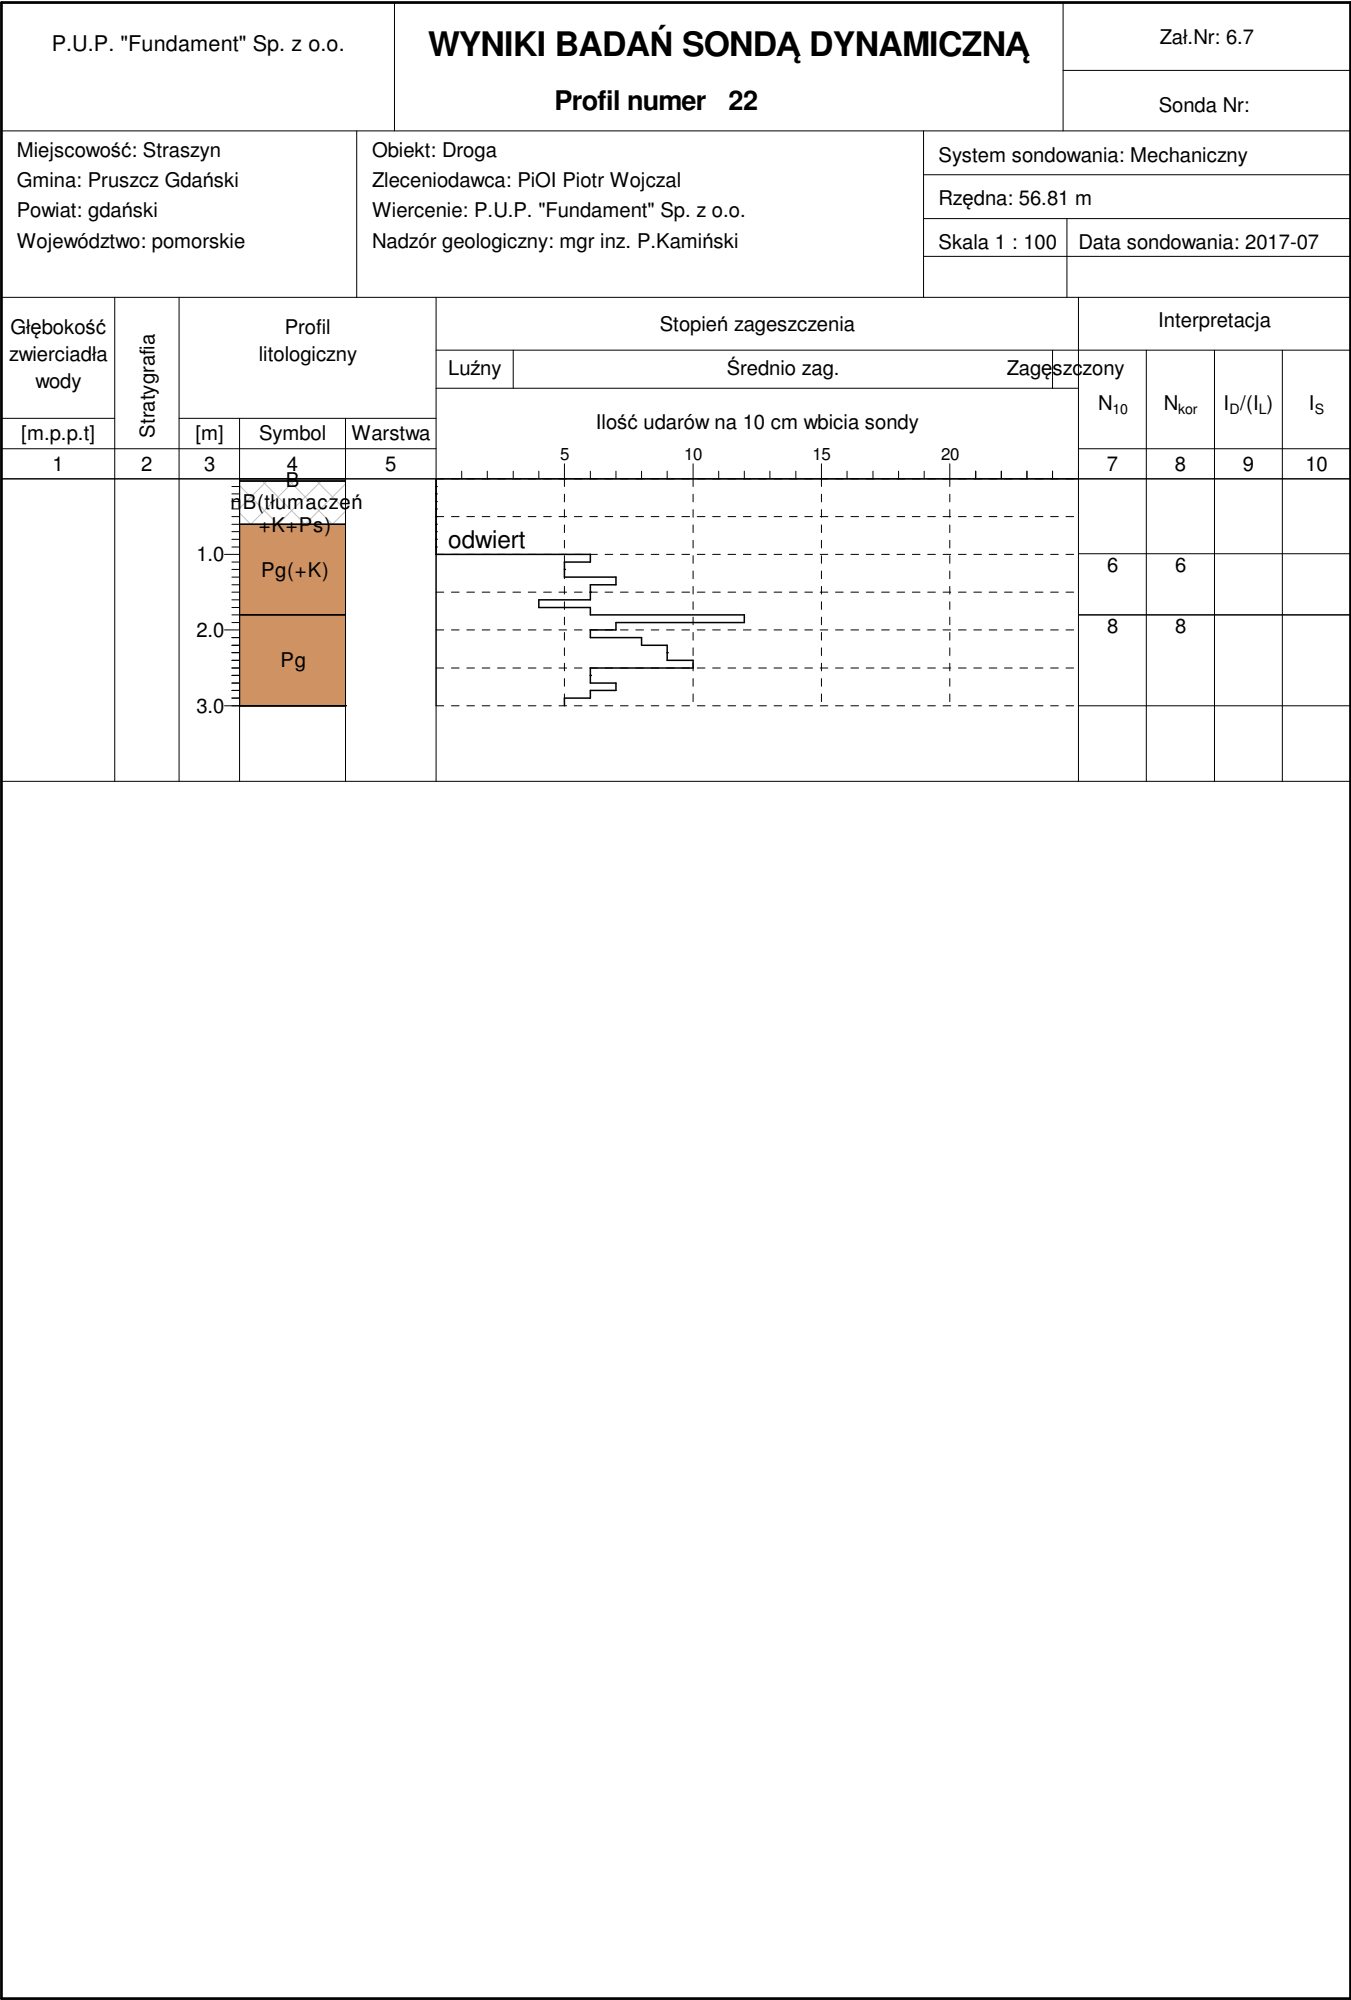 P.U.P. "Fundament" Sp. z o.o.
WYNIKI BADAŃ SONDĄ DYNAMICZNĄ
Profil numer 22
Zał.Nr: 6.7
Sonda Nr:
Miejscowość: Straszyn
Gmina: Pruszcz Gdański
Powiat: gdański
Województwo: pomorskie
Obiekt: Droga
Zleceniodawca: PiOI Piotr Wojczal
Wiercenie: P.U.P. "Fundament" Sp. z o.o.
Nadzór geologiczny: mgr inz. P.Kamiński
System sondowania: Mechaniczny
Rzędna: 56.81 m
Skala 1 : 100
Data sondowania: 2017-07
Głębokość
zwierciadła
wody
[m.p.p.t]
Stratygrafia
Profil
litologiczny
[m]
Symbol
Warstwa
Stopień zageszczenia
Luźny
Średnio zag.
Zagęszczony
Ilość udarów na 10 cm wbicia sondy
5 10 15 20
Interpretacja
N10
Nkor
ID/(IL)
IS
1 2 3 4 5 7 8 9 10
B
nB(tłumaczeń
+K+Ps)
odwiert
1.0
Pg(+K)
6 6
2.0
8 8
Pg
3.0